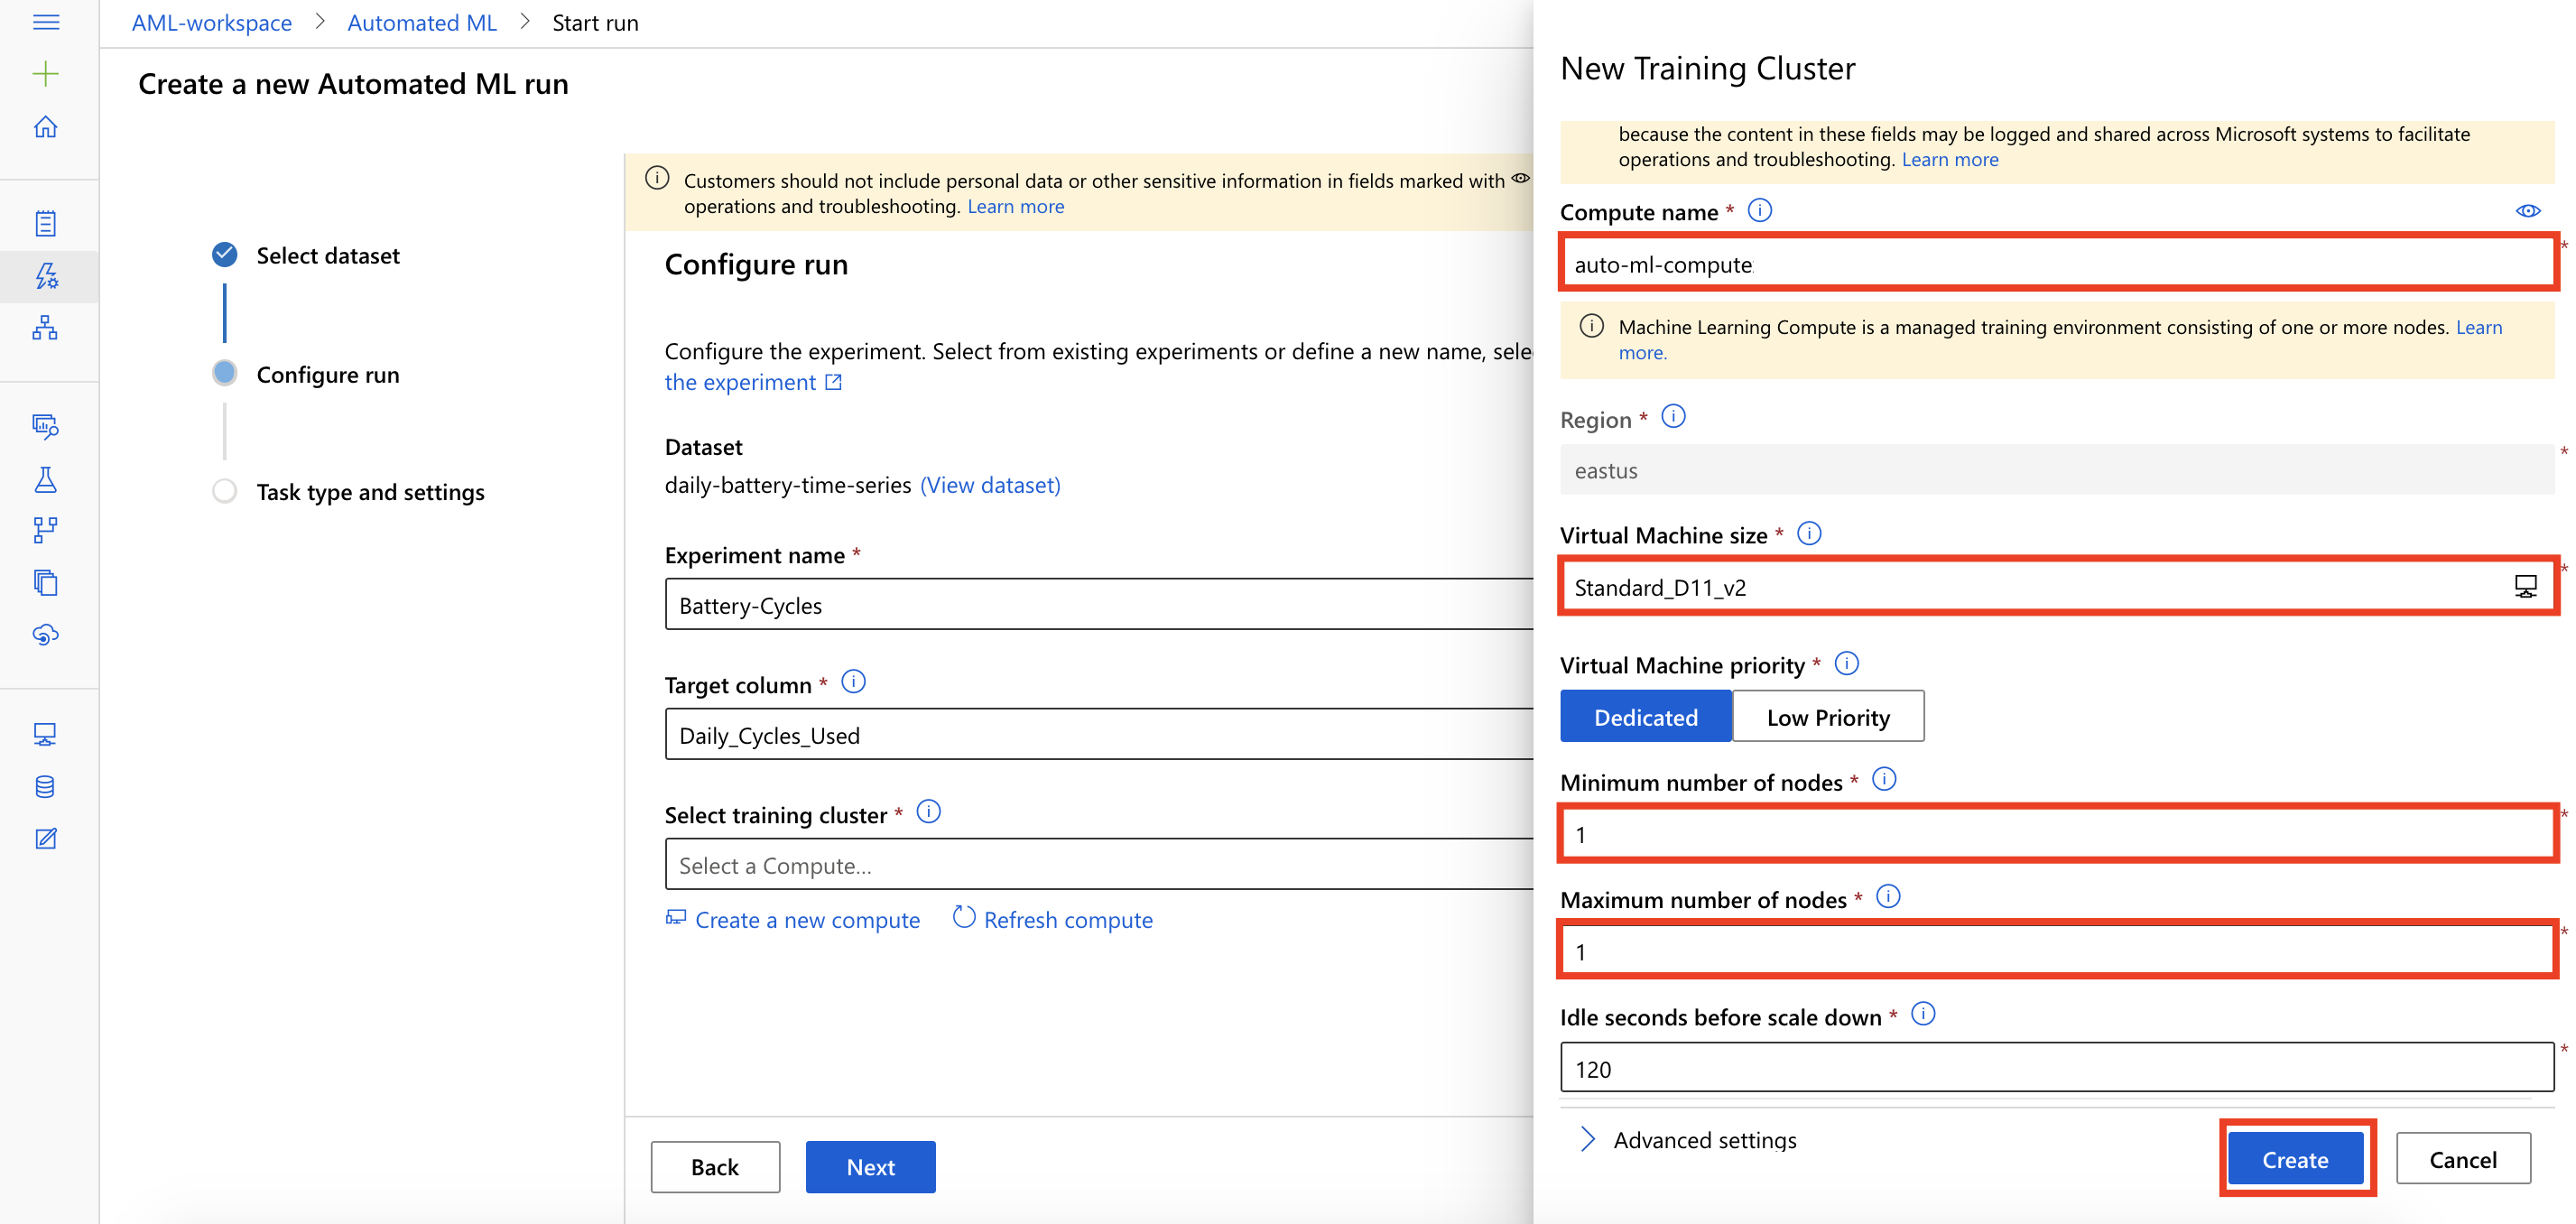 AML-workspace > Automated ML > Start run
Create a new Automated ML run
Select dataset
Configure run
Task type and settings
Customers should not include personal data or other sensitive information in fields marked with
operations and troubleshooting. Learn more
Configure run
Configure the experiment. Select from existing experiments or define a new name, sele
the experiment
Dataset
daily-battery-time-series (View dataset)
Experiment name *
Battery-Cycles
Target column *
Daily_Cycles_Used
Select training cluster *
Select a Compute...
Create a new compute Refresh compute
Back Next
New Training Cluster
because the content in these fields may be logged and shared across Microsoft systems to facilitate
operations and troubleshooting. Learn more
Compute name *
auto-ml-compute
Machine Learning Compute is a managed training environment consisting of one or more nodes. Learn
more.
Region *
eastus
Virtual Machine size *
Standard_D11_v2
Virtual Machine priority *
Dedicated Low Priority
Minimum number of nodes *
1
Maximum number of nodes *
1
Idle seconds before scale down *
120
Advanced settings
Create Cancel